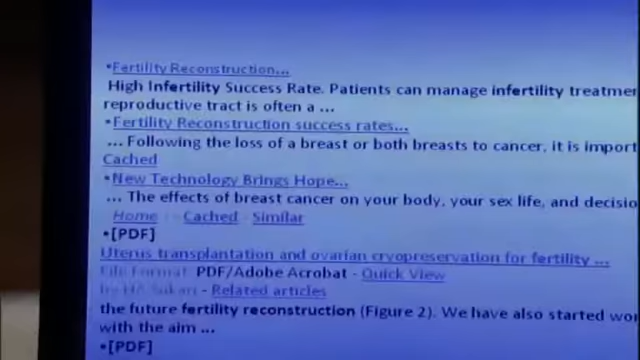 •Fertility Reconstruction...
High Infertility Success Rate. Patients can manage infertility treatmen
reproductive tract is often a ...
•Fertility Reconstruction success rates...
... Following the loss of a breast or both breasts to cancer, it is import
Cached
•New Technology Brings Hope...
... The effects of breast cancer on your body, your sex life, and decisio
Home - Cached - Similar
•[PDF]
Uterus transplantation and ovarian cryopreservation for fertility ...
File Format: PDF/Adobe Acrobat - Quick View
by HA - Related articles
the future fertility reconstruction (Figure 2). We have also started wor
with the aim ...
•[PDF]